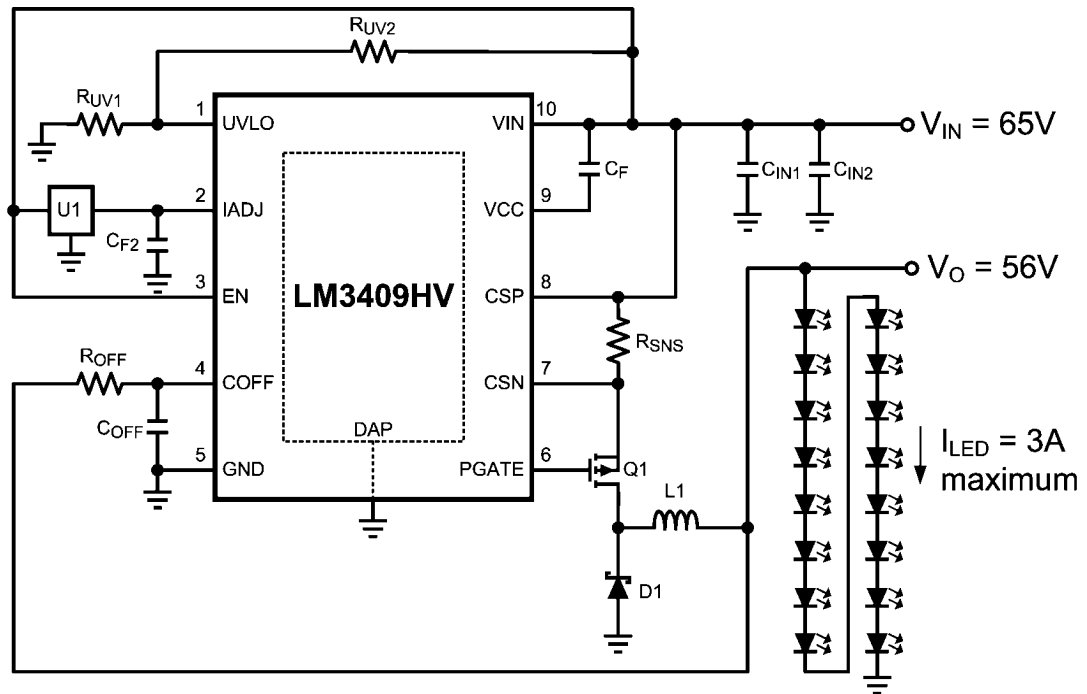 RUV2
RUV1
1
UVLO
10
VIN
VIN = 65V
CF
CIN1
CIN2
U1
2
IADJ
9
VCC
CF2
VO = 56V
3
EN
LM3409HV
8
CSP
RSNS
ROFF
4
COFF
7
CSN
COFF
DAP
ILED = 3A
maximum
5
GND
6
PGATE
Q1
L1
D1